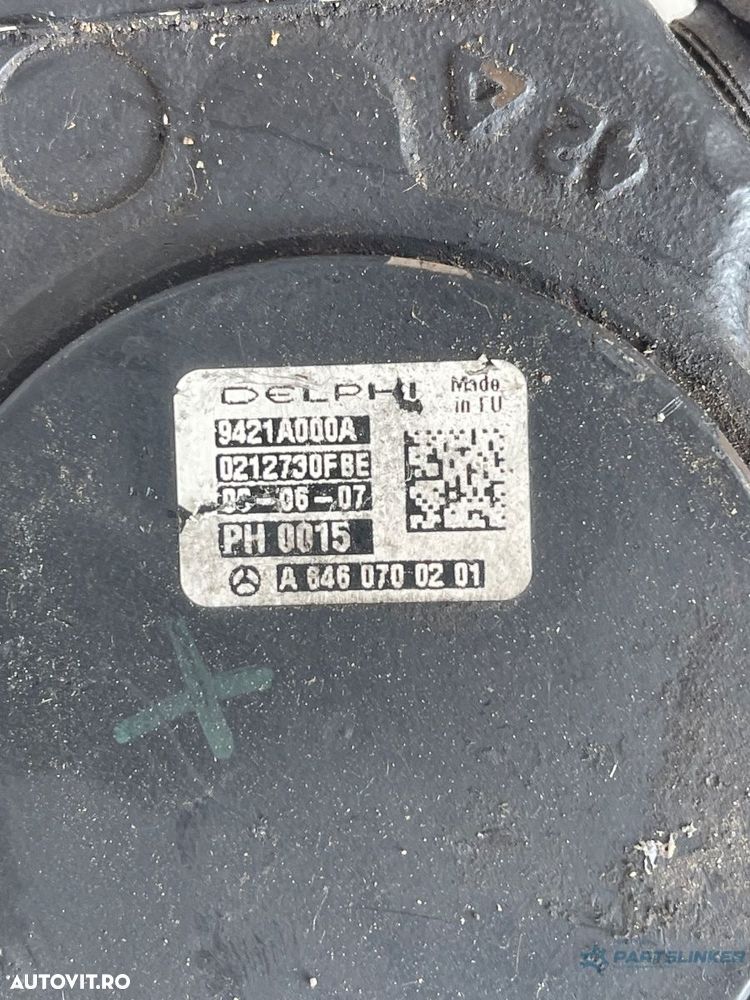 DELPHI
Made
in EU
9421A000A
0212730FBE
06-07
PH 0015
A 646 070 02 01
AUTOVIT.RO
PARTSLINKER